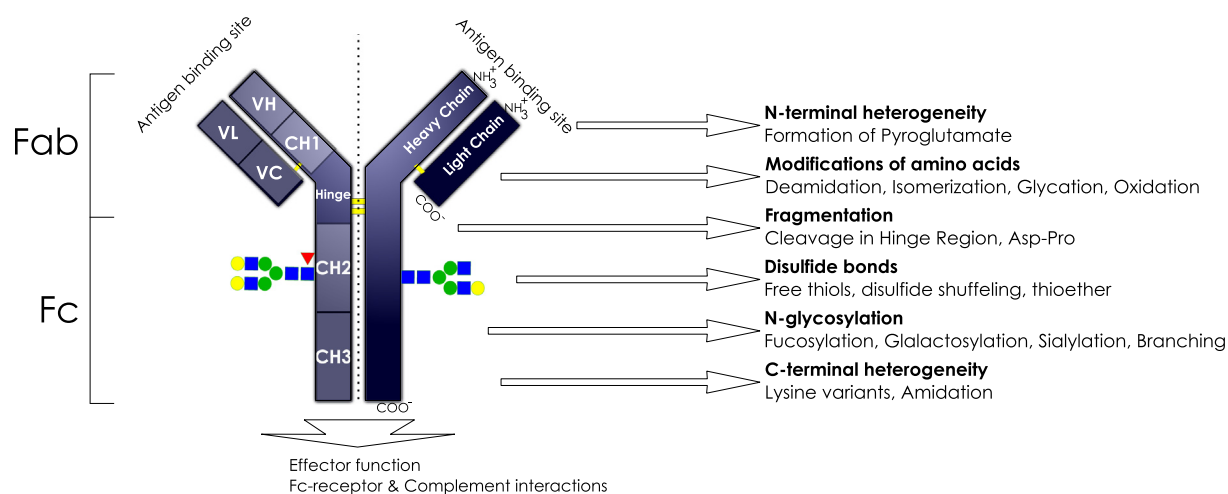 Antigen binding site
Antigen binding site
Fab
Fc
VH
CH1
VL
VC
Hinge
CH2
CH3
Heavy Chain
Light Chain
NH3+
NH3+
COO-
COO-
N-terminal heterogeneity
Formation of Pyroglutamate
Modifications of amino acids
Deamidation, Isomerization, Glycation, Oxidation
Fragmentation
Cleavage in Hinge Region, Asp-Pro
Disulfide bonds
Free thiols, disulfide shuffeling, thioether
N-glycosylation
Fucosylation, Glalactosylation, Sialylation, Branching
C-terminal heterogeneity
Lysine variants, Amidation
Effector function
Fc-receptor & Complement interactions